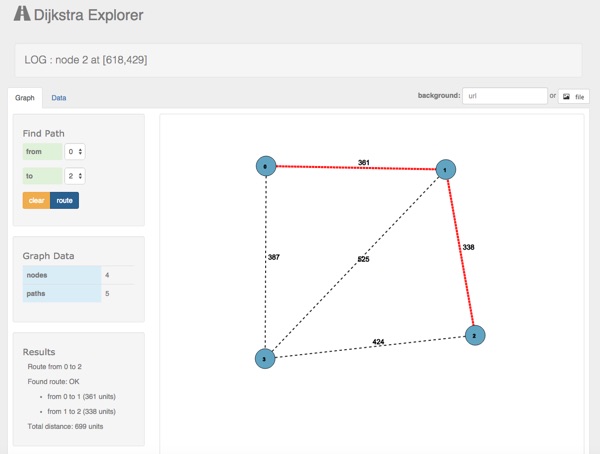 Dijkstra Explorer
LOG : node 2 at [618,429]
Graph
Data
background:
url
or
file
Find Path
from
0
to
2
clear
route
Graph Data
nodes
4
paths
5
Results
Route from 0 to 2
Found route: OK
from 0 to 1 (361 units)
from 1 to 2 (338 units)
Total distance: 699 units
0
361
1
387
525
338
2
424
3